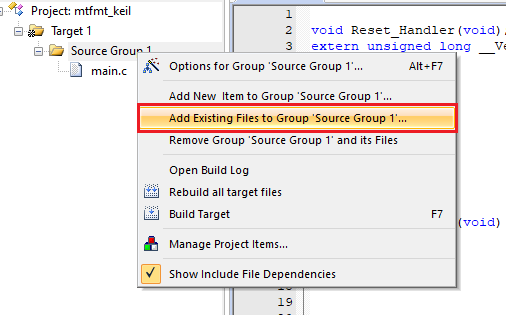 Project: mtfmt_keil
Target 1
Source Group 1
main.c
1
2
3
void Reset_Handler(void)
extern unsigned long __Ve
Options for Group 'Source Group 1'... Alt+F7
Add New Item to Group 'Source Group 1'...
Add Existing Files to Group 'Source Group 1'...
Remove Group 'Source Group 1' and its Files
Open Build Log
Rebuild all target files
Build Target F7
(void)
Manage Project Items...
Show Include File Dependencies
19
20